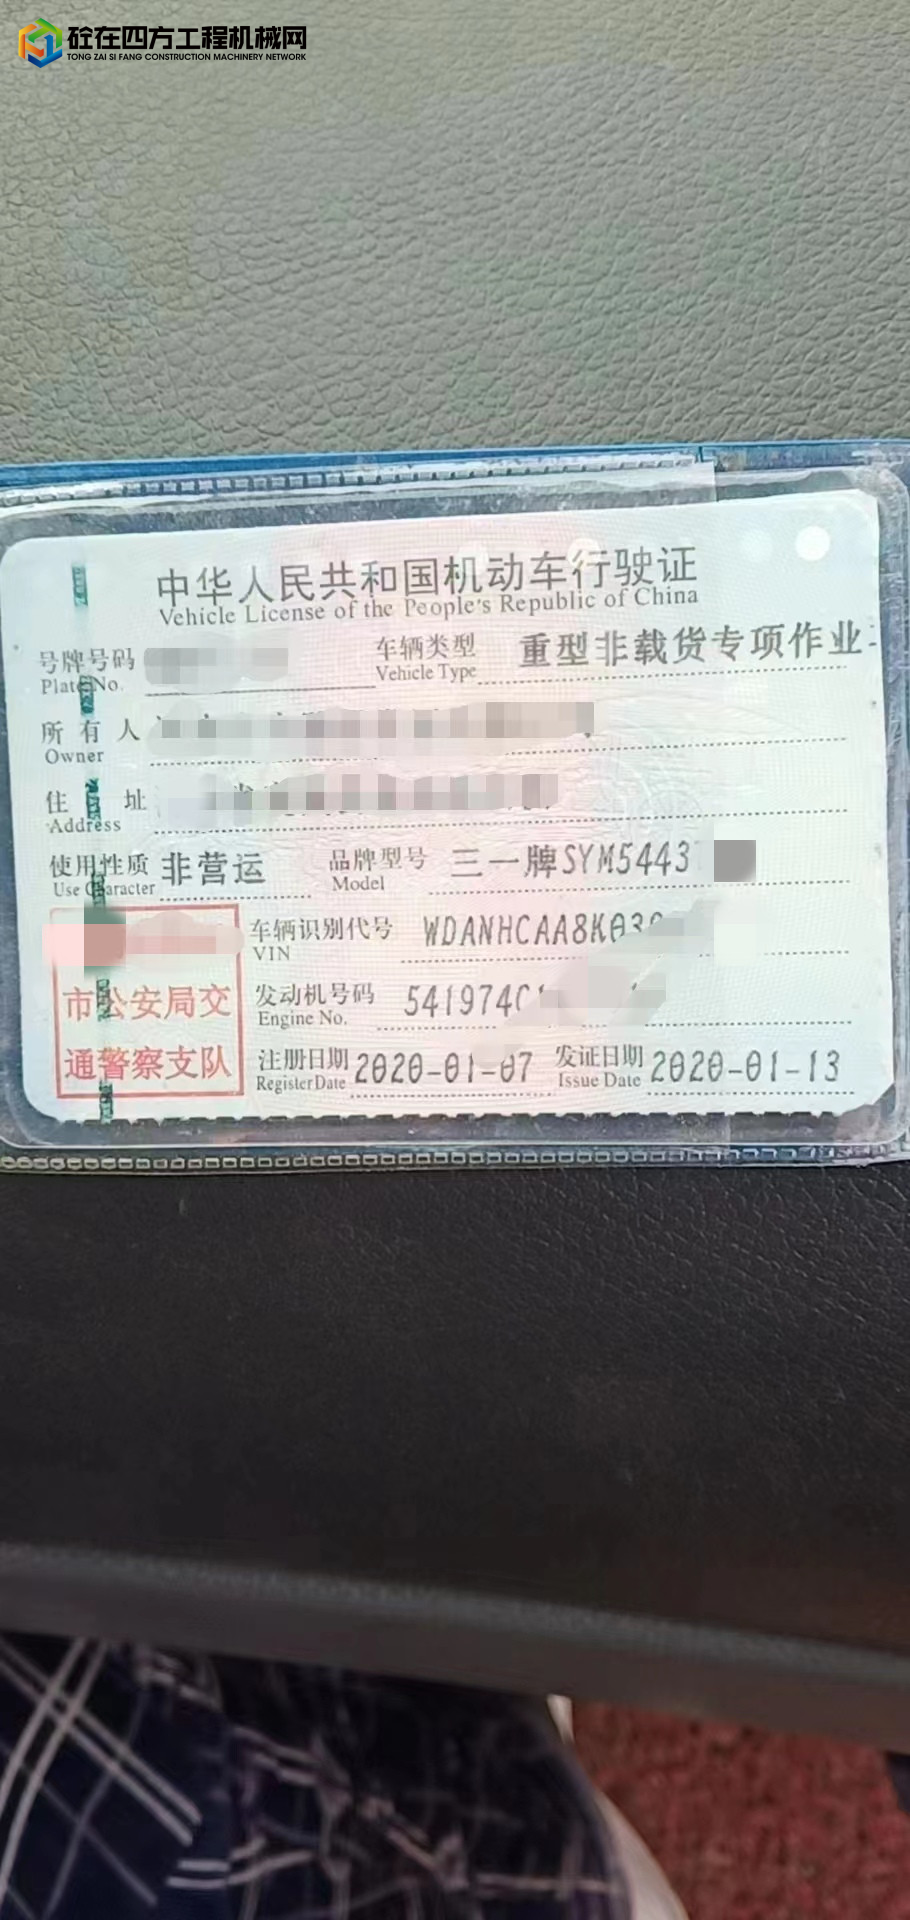 砼在四方工程机械网
TONG ZAI SI FANG CONSTRUCTION MACHINERY NETWORK
中华人民共和国机动车行驶证
Vehicle License of the People's Republic of China
号牌号码 车辆类型 重型非载货专项作业
Plate No. Vehicle Type
所有人
Owner
住址
Address
使用性质 非营运 品牌型号 三一牌SYM5443
Use Character Model
车辆识别代号 WDANHCAA8K03
VIN
市公安局交 发动机号码 541974C
Engine No.
通警察支队 注册日期 2020-01-07 发证日期 2020-01-13
Register Date Issue Date